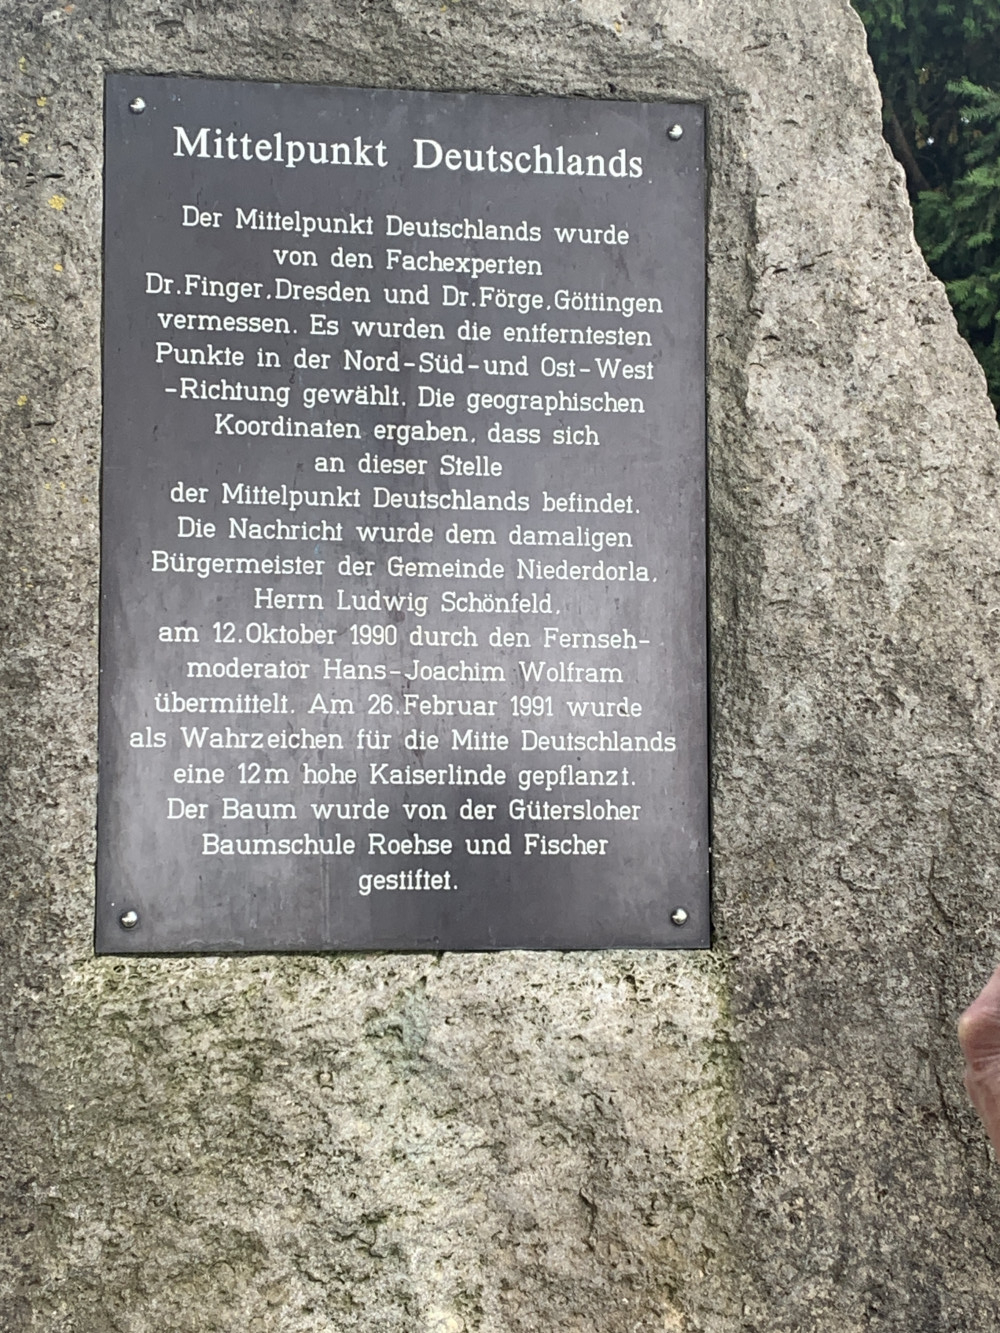 Mittelpunkt Deutschlands
Der Mittelpunkt Deutschlands wurde
von den Fachexperten
Dr.Finger,Dresden und Dr.Förge,Göttingen
vermessen. Es wurden die entferntesten
Punkte in der Nord-Süd-und Ost-West
-Richtung gewählt. Die geographischen
Koordinaten ergaben, dass sich
an dieser Stelle
der Mittelpunkt Deutschlands befindet.
Die Nachricht wurde dem damaligen
Bürgermeister der Gemeinde Niederdorla,
Herrn Ludwig Schönfeld,
am 12.Oktober 1990 durch den Fernseh-
moderator Hans-Joachim Wolfram
übermittelt. Am 26.Februar 1991 wurde
als Wahrzeichen für die Mitte Deutschlands
eine 12m hohe Kaiserlinde gepflanzt.
Der Baum wurde von der Gütersloher
Baumschule Roehse und Fischer
gestiftet.